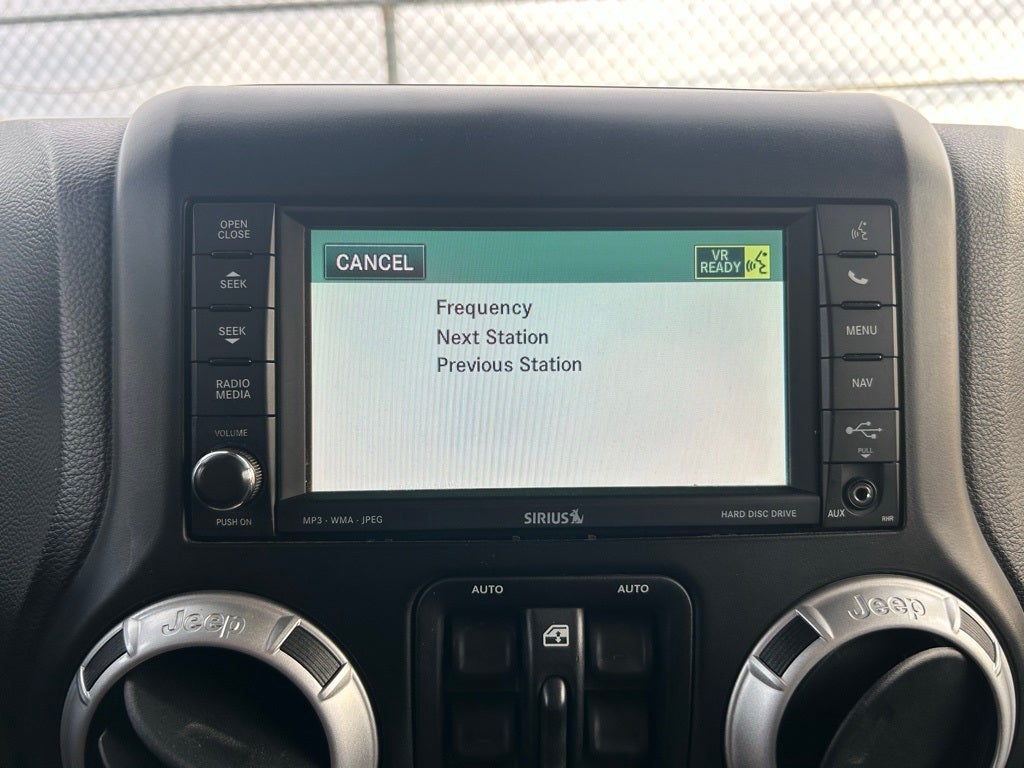 OPEN
CLOSE
SEEK
SEEK
RADIO
MEDIA
VOLUME
PUSH ON
CANCEL
VR
READY
Frequency
Next Station
Previous Station
MP3 · WMA · JPEG
SIRIUS
HARD DISC DRIVE
MENU
NAV
PULL
AUX
RHR
AUTO
AUTO
Jeep
Jeep